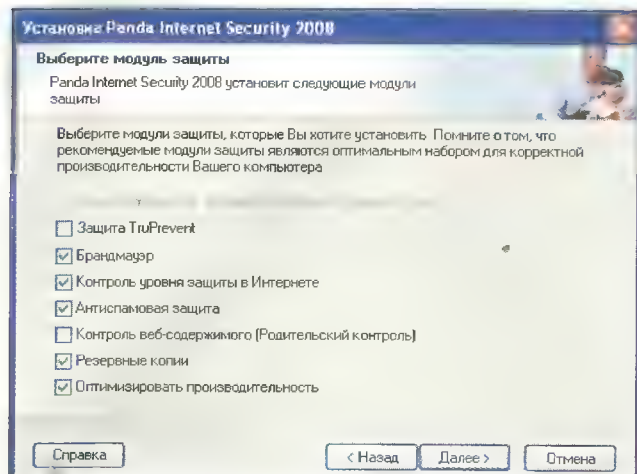 Установка Panda Internet Security 2008
Выберите модуль защиты
Panda Internet Security 2008 установит следующие модули
защиты
Выберите модули защиты, которые Вы хотите установить. Помните о том, что
рекомендуемые модули защиты являются оптимальным набором для корректной
производительности Вашего компьютера
Защита TruPrevent
Брандмауэр
Контроль уровня защиты в Интернете
Антиспамовая защита
Контроль веб-содержимого (Родительский контроль)
Резервные копии
Оптимизировать производительность
Справка
< Назад
Далее >
Отмена